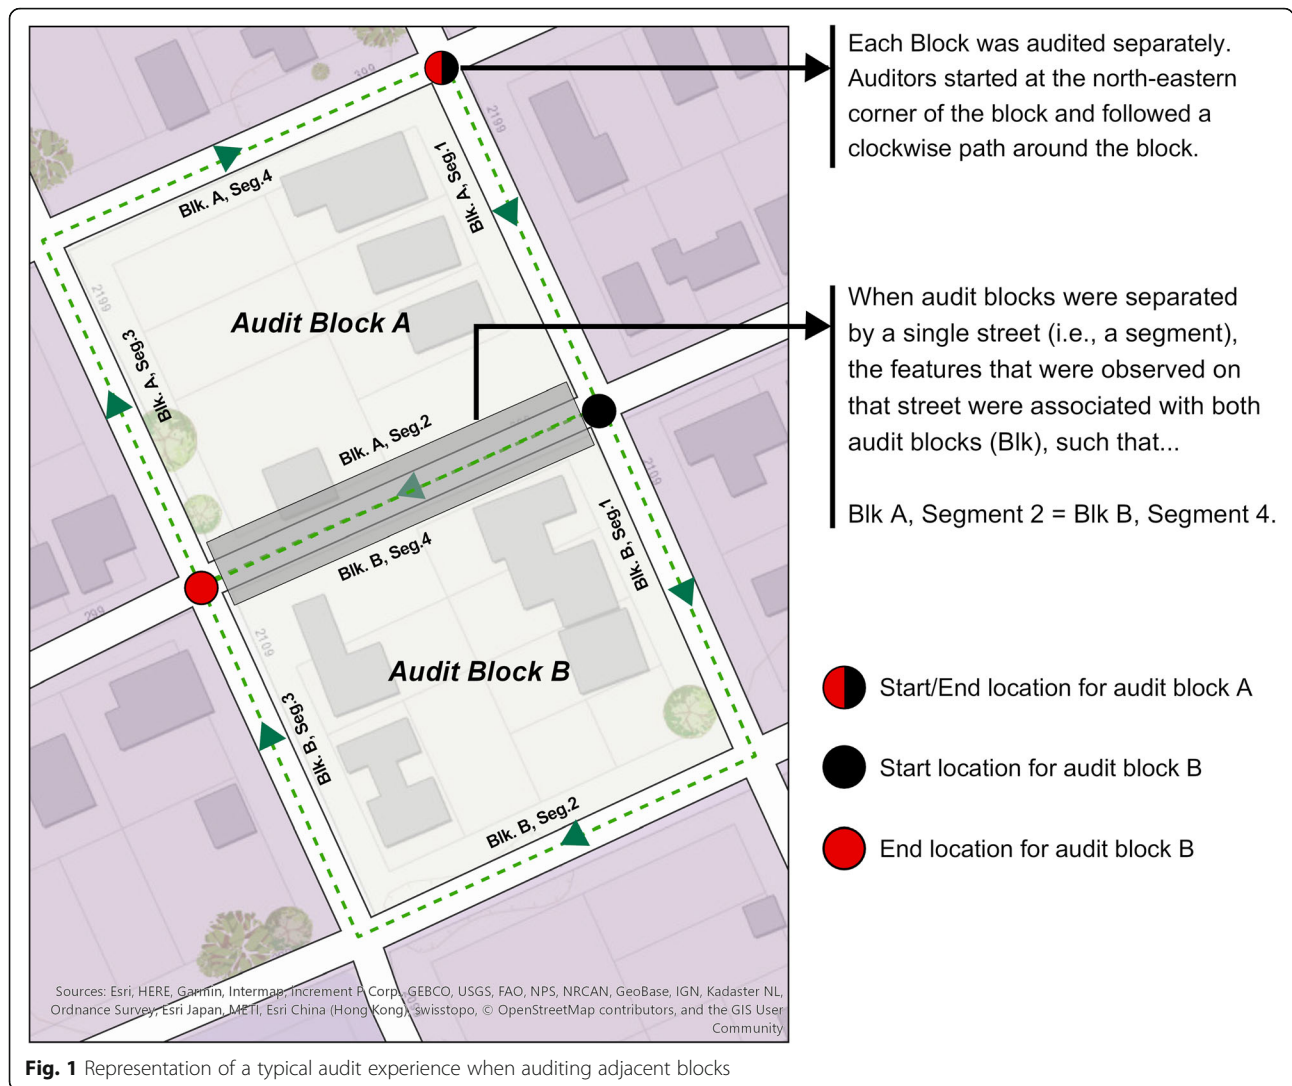 Each Block was audited separately.
Auditors started at the north-eastern
corner of the block and followed a
clockwise path around the block.
When audit blocks were separated
by a single street (i.e., a segment),
the features that were observed on
that street were associated with both
audit blocks (Blk), such that...
Blk A, Segment 2 = Blk B, Segment 4.
Start/End location for audit block A
Start location for audit block B
End location for audit block B
399
2199
Blk. A, Seg.1
Blk. A, Seg.4
2199
Audit Block A
Blk. A, Seg.3
Blk. A, Seg.2
2109
Blk. B, Seg.4
Blk. B, Seg.1
299
2109
Audit Block B
Blk. B, Seg.3
Blk. B, Seg.2
Sources: Esri, HERE, Garmin, Intermap, increment P Corp., GEBCO, USGS, FAO, NPS, NRCAN, GeoBase, IGN, Kadaster NL,
Ordnance Survey, Esri Japan, METI, Esri China (Hong Kong), swisstopo, © OpenStreetMap contributors, and the GIS User
Community
Fig. 1 Representation of a typical audit experience when auditing adjacent blocks